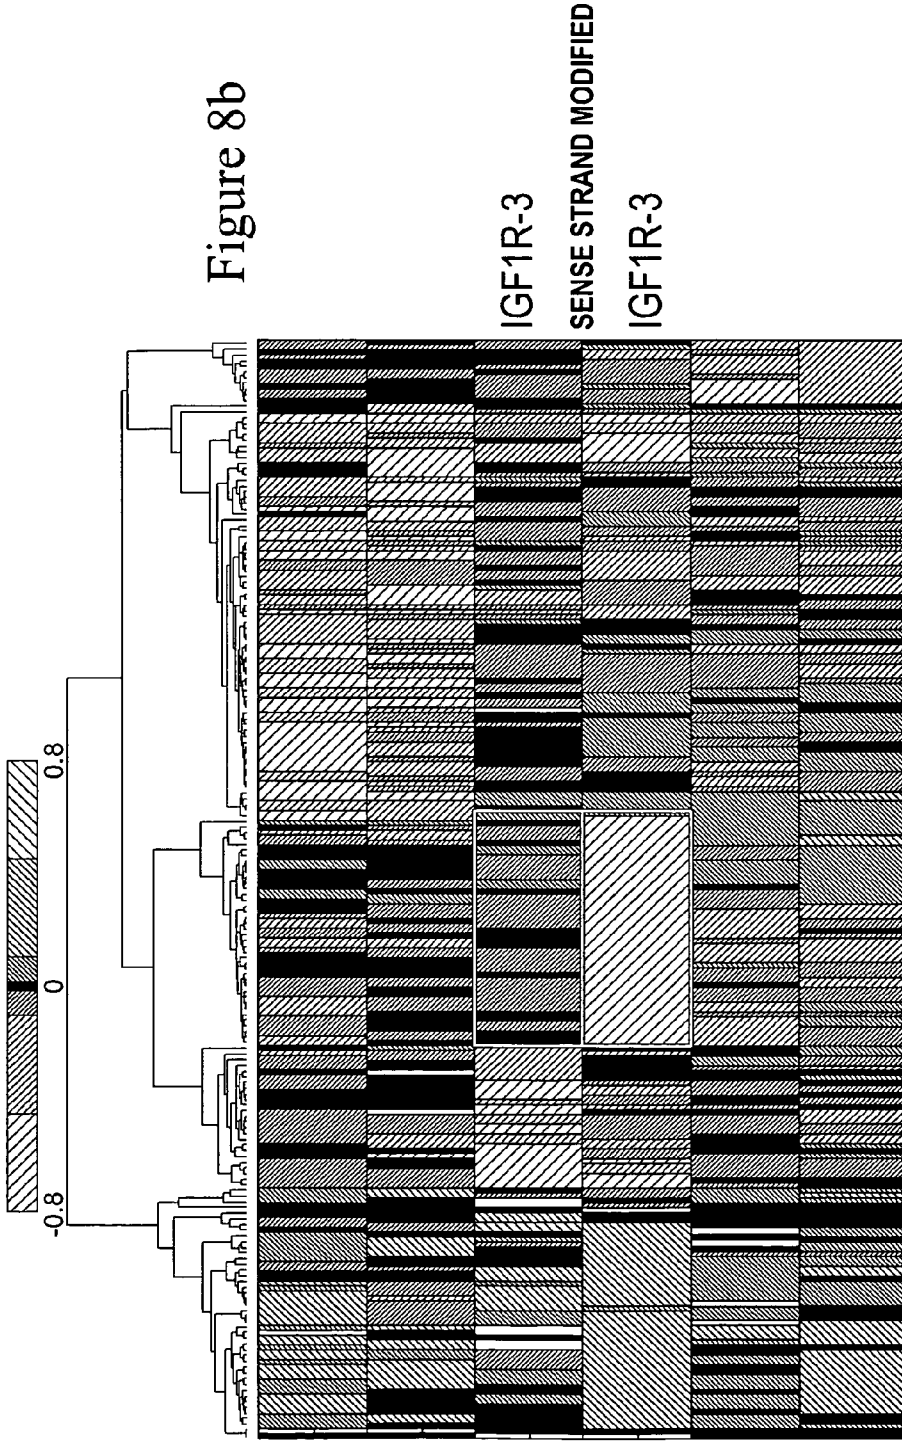 Figure 8b
-0.8
0
0.8
IGF1R-3
SENSE STRAND MODIFIED
IGF1R-3